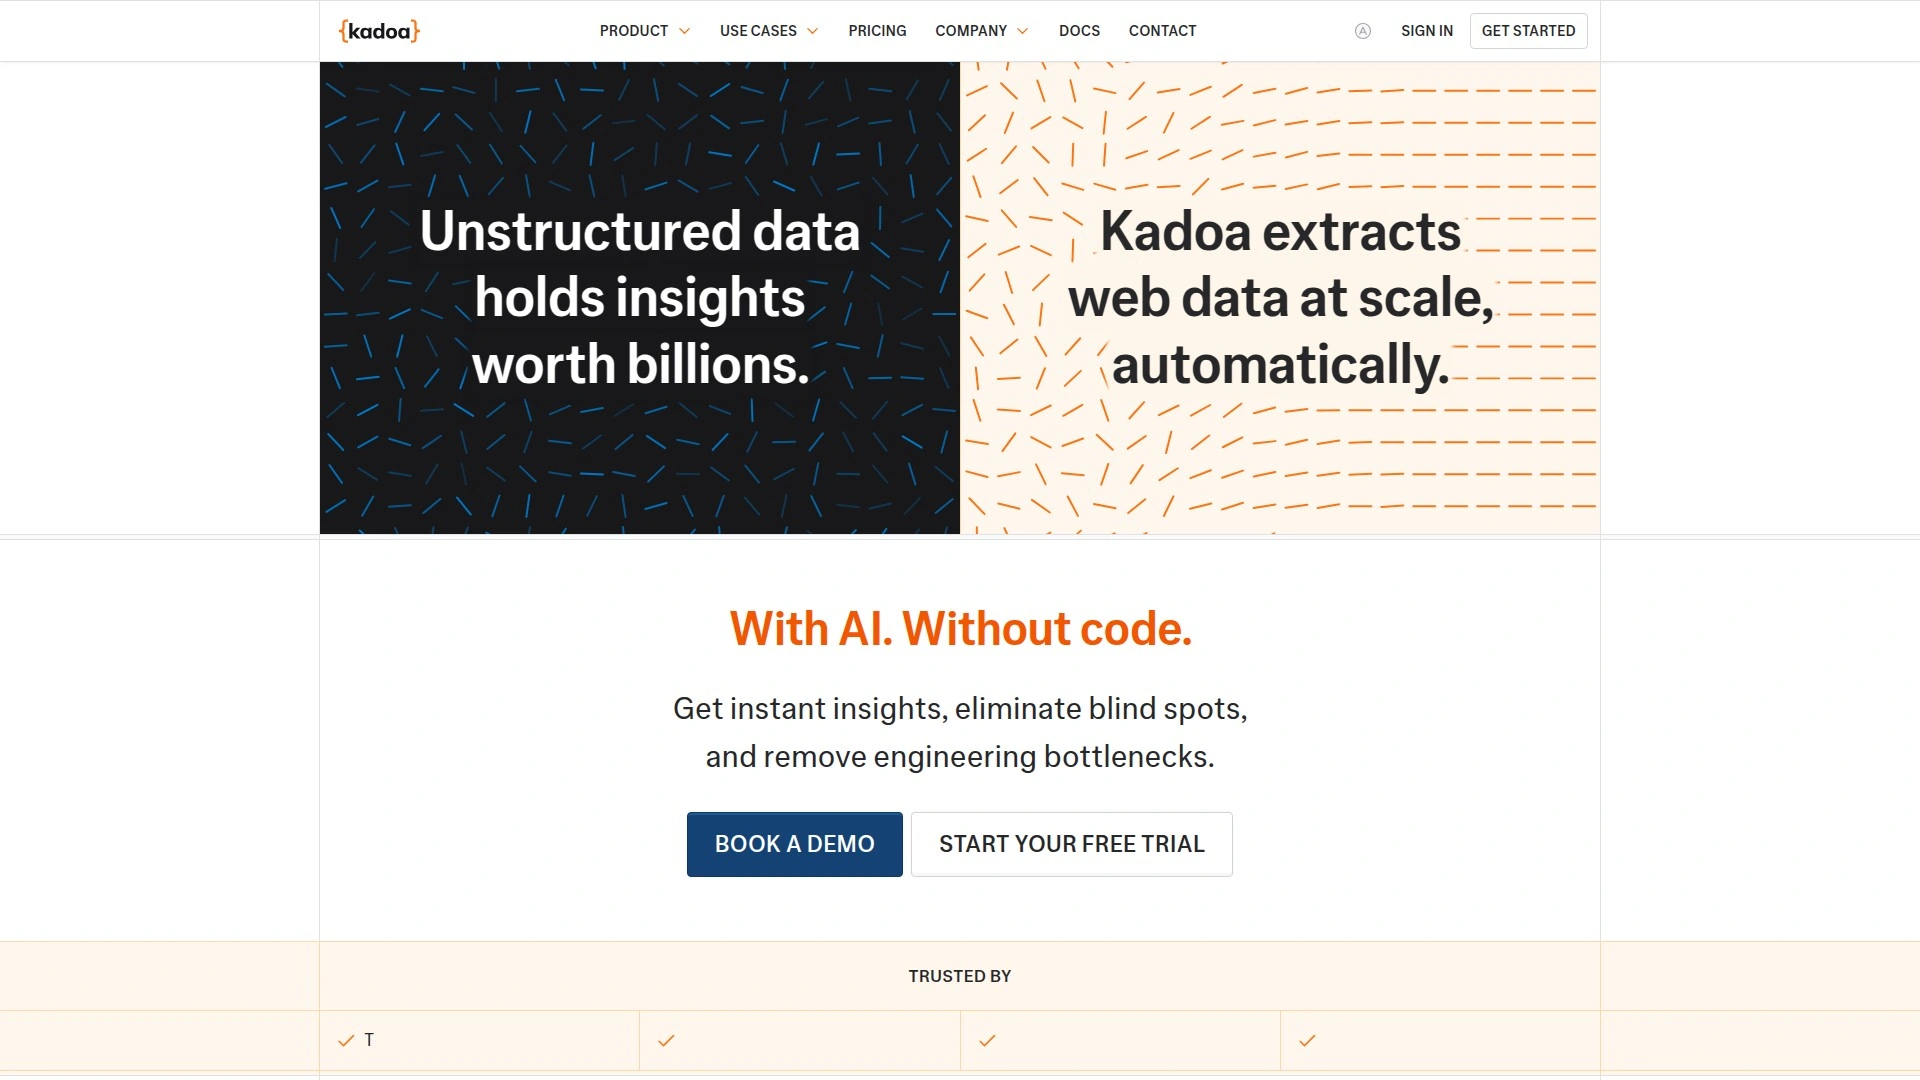 {kadoa}
PRODUCT
USE CASES
PRICING
COMPANY
DOCS
CONTACT
A
SIGN IN
GET STARTED
Unstructured data
holds insights
worth billions.
Kadoa extracts
web data at scale,
automatically.
With AI. Without code.
Get instant insights, eliminate blind spots,
and remove engineering bottlenecks.
BOOK A DEMO
START YOUR FREE TRIAL
TRUSTED BY
T